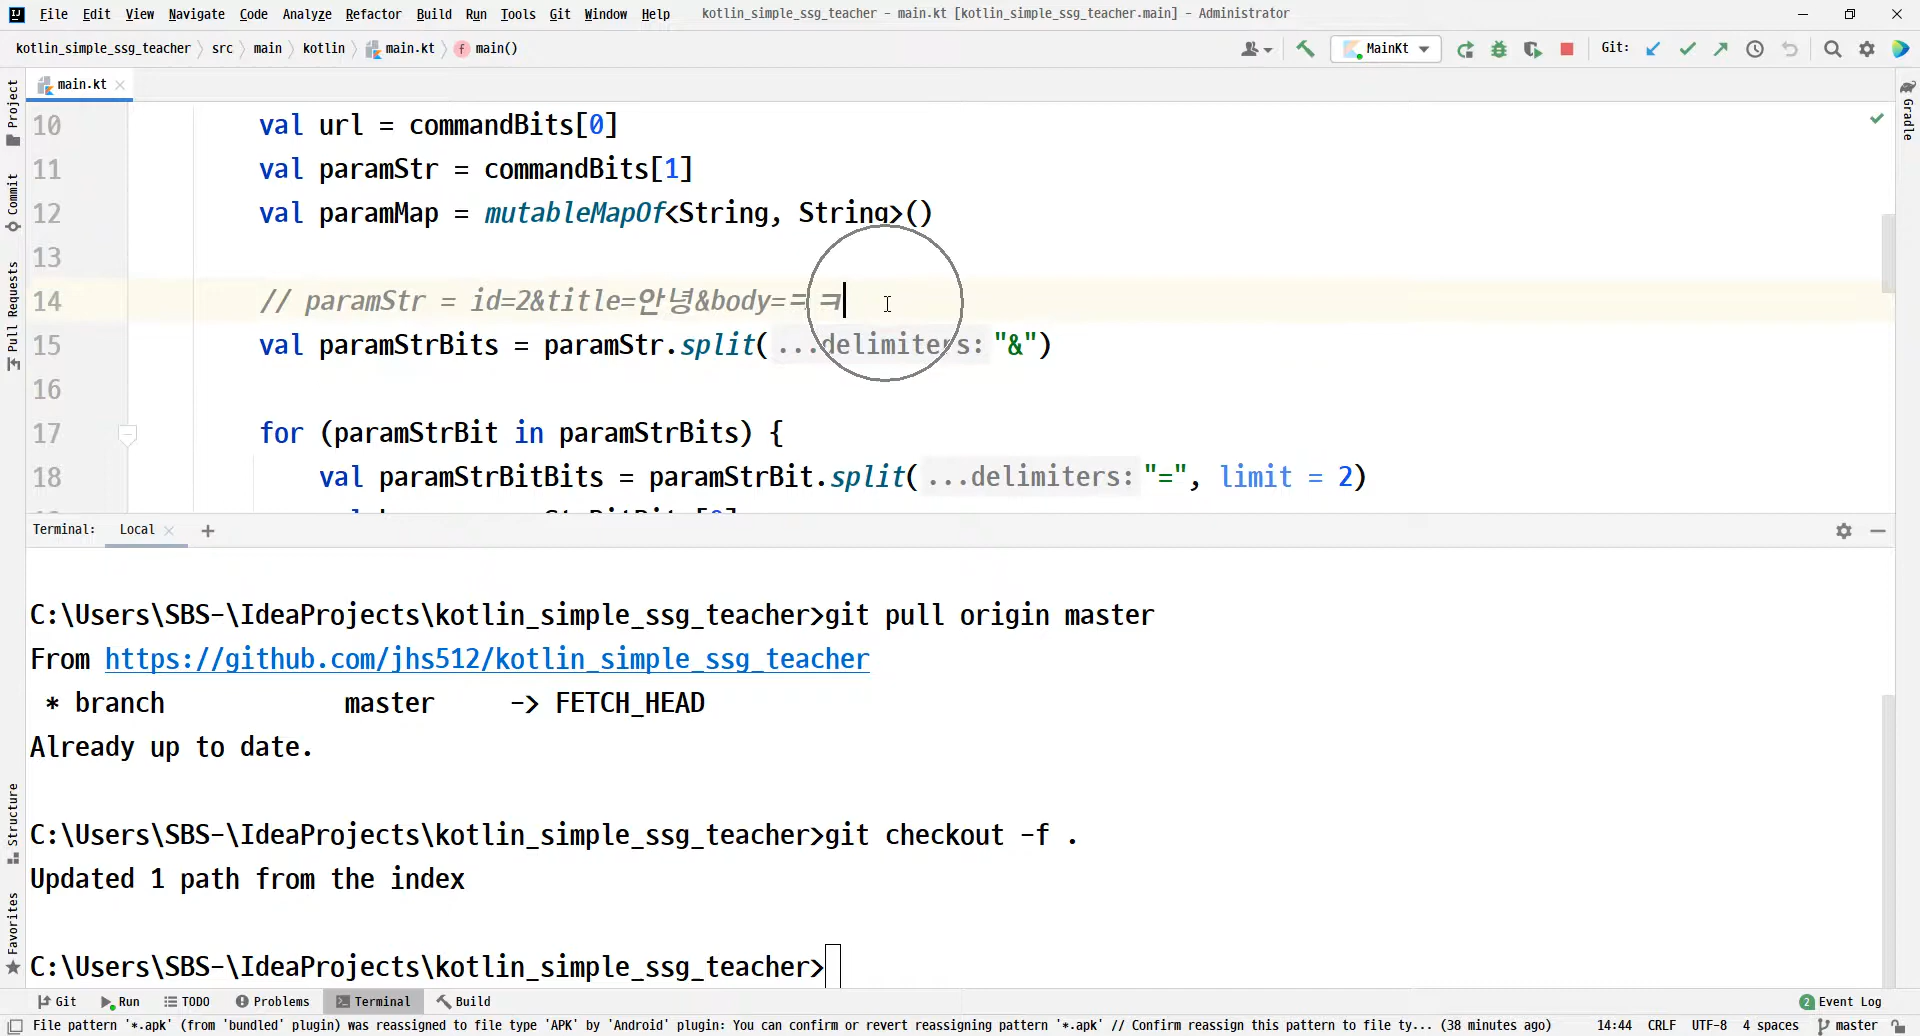 File Edit View Navigate Code Analyze Refactor Build Run Tools Git Window Help kotlin_simple_ssg_teacher - main.kt [kotlin_simple_ssg_teacher.main] - Administrator
kotlin_simple_ssg_teacher src main kotlin main.kt main() MainKt Git:
main.kt
10 val url = commandBits[0]
11 val paramStr = commandBits[1]
12 val paramMap = mutableMapOf<String, String>()
13
14 // paramStr = id=2&title=안녕&body==ㅋ
15 val paramStrBits = paramStr.split( ...delimiters: "&")
16
17 for (paramStrBit in paramStrBits) {
18 val paramStrBitBits = paramStrBit.split( ...delimiters: "=", limit = 2)
Terminal: Local +
C:\Users\SBS-\IdeaProjects\kotlin_simple_ssg_teacher>git pull origin master
From https://github.com/jhs512/kotlin_simple_ssg_teacher
* branch master -> FETCH_HEAD
Already up to date.
C:\Users\SBS-\IdeaProjects\kotlin_simple_ssg_teacher>git checkout -f .
Updated 1 path from the index
C:\Users\SBS-\IdeaProjects\kotlin_simple_ssg_teacher>
Project
Commit
Pull Requests
Structure
Favorites
Gradle
Git Run TODO Problems Terminal Build 2 Event Log
File pattern '*.apk' (from 'bundled' plugin) was reassigned to file type 'APK' by 'Android' plugin: You can confirm or revert reassigning pattern '*.apk' // Confirm reassign this pattern to file ty... (38 minutes ago) 14:44 CRLF UTF-8 4 spaces master